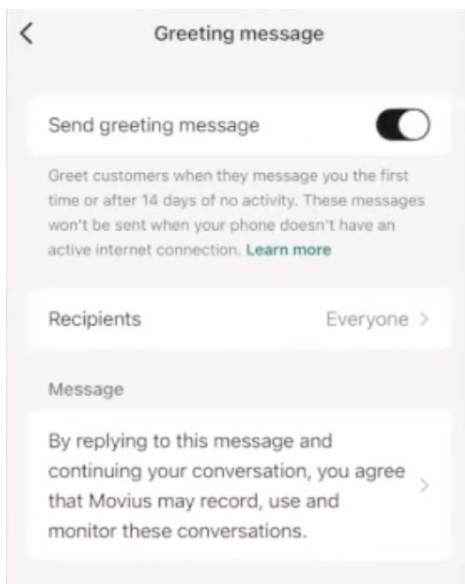 Greeting message
Send greeting message
Greet customers when they message you the first
time or after 14 days of no activity. These messages
won't be sent when your phone doesn't have an
active internet connection. Learn more
Recipients
Everyone
Message
By replying to this message and
continuing your conversation, you agree
that Movius may record, use and
monitor these conversations.